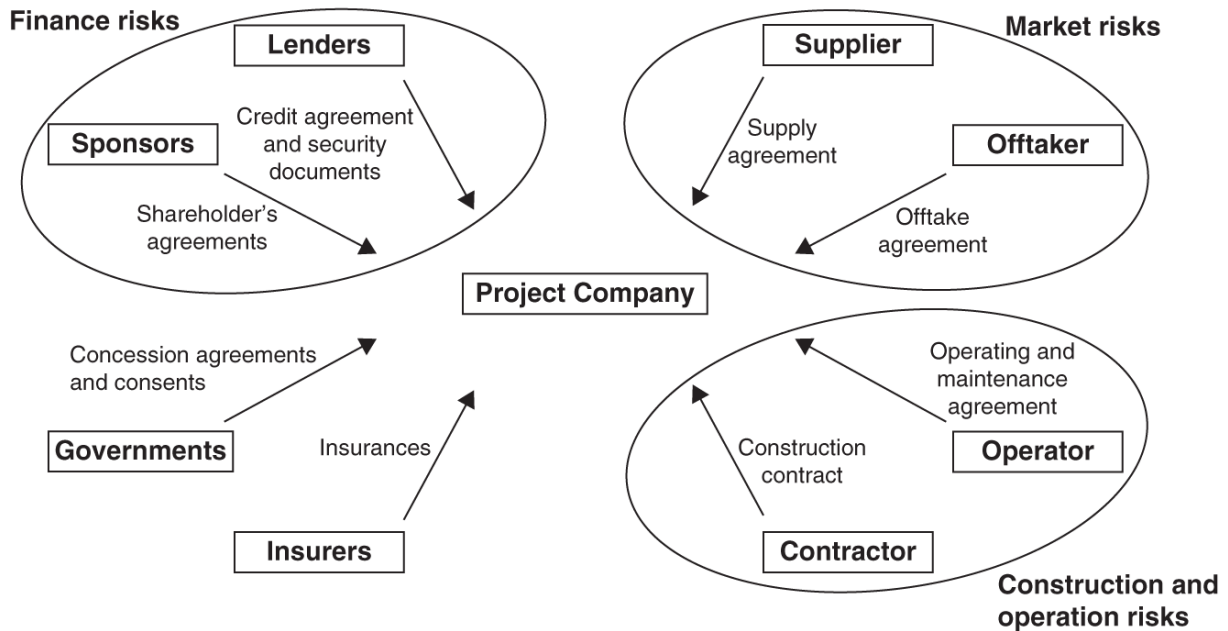 Finance risks
Lenders
Supplier
Market risks
Credit agreement
and security
documents
Sponsors
Supply
agreement
Offtaker
Shareholder's
agreements
Offtake
agreement
Project Company
Concession agreements
and consents
Operating and
maintenance
agreement
Governments
Insurances
Construction
contract
Operator
Insurers
Contractor
Construction and
operation risks